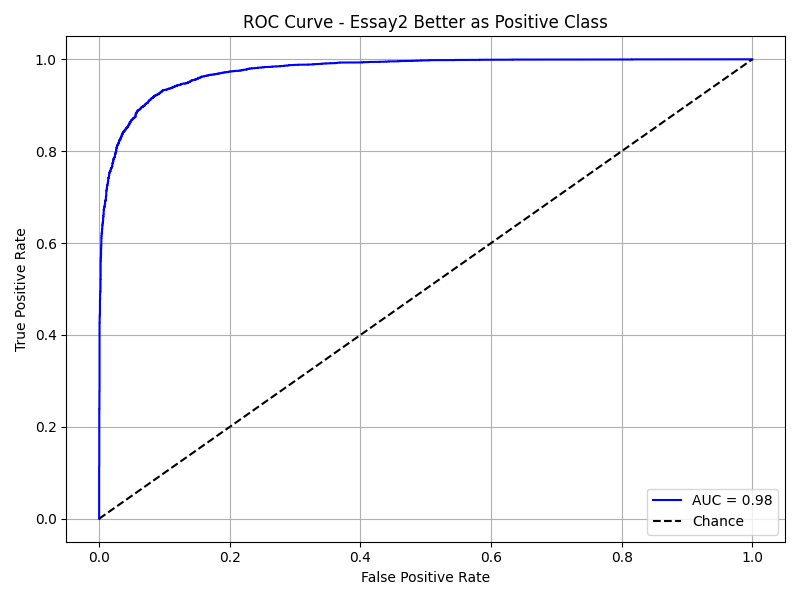 ROC Curve - Essay2 Better as Positive Class
True Positive Rate
1.0
0.8
0.6
0.4
0.2
0.0
0.0 0.2 0.4 0.6 0.8 1.0
False Positive Rate
AUC = 0.98
Chance